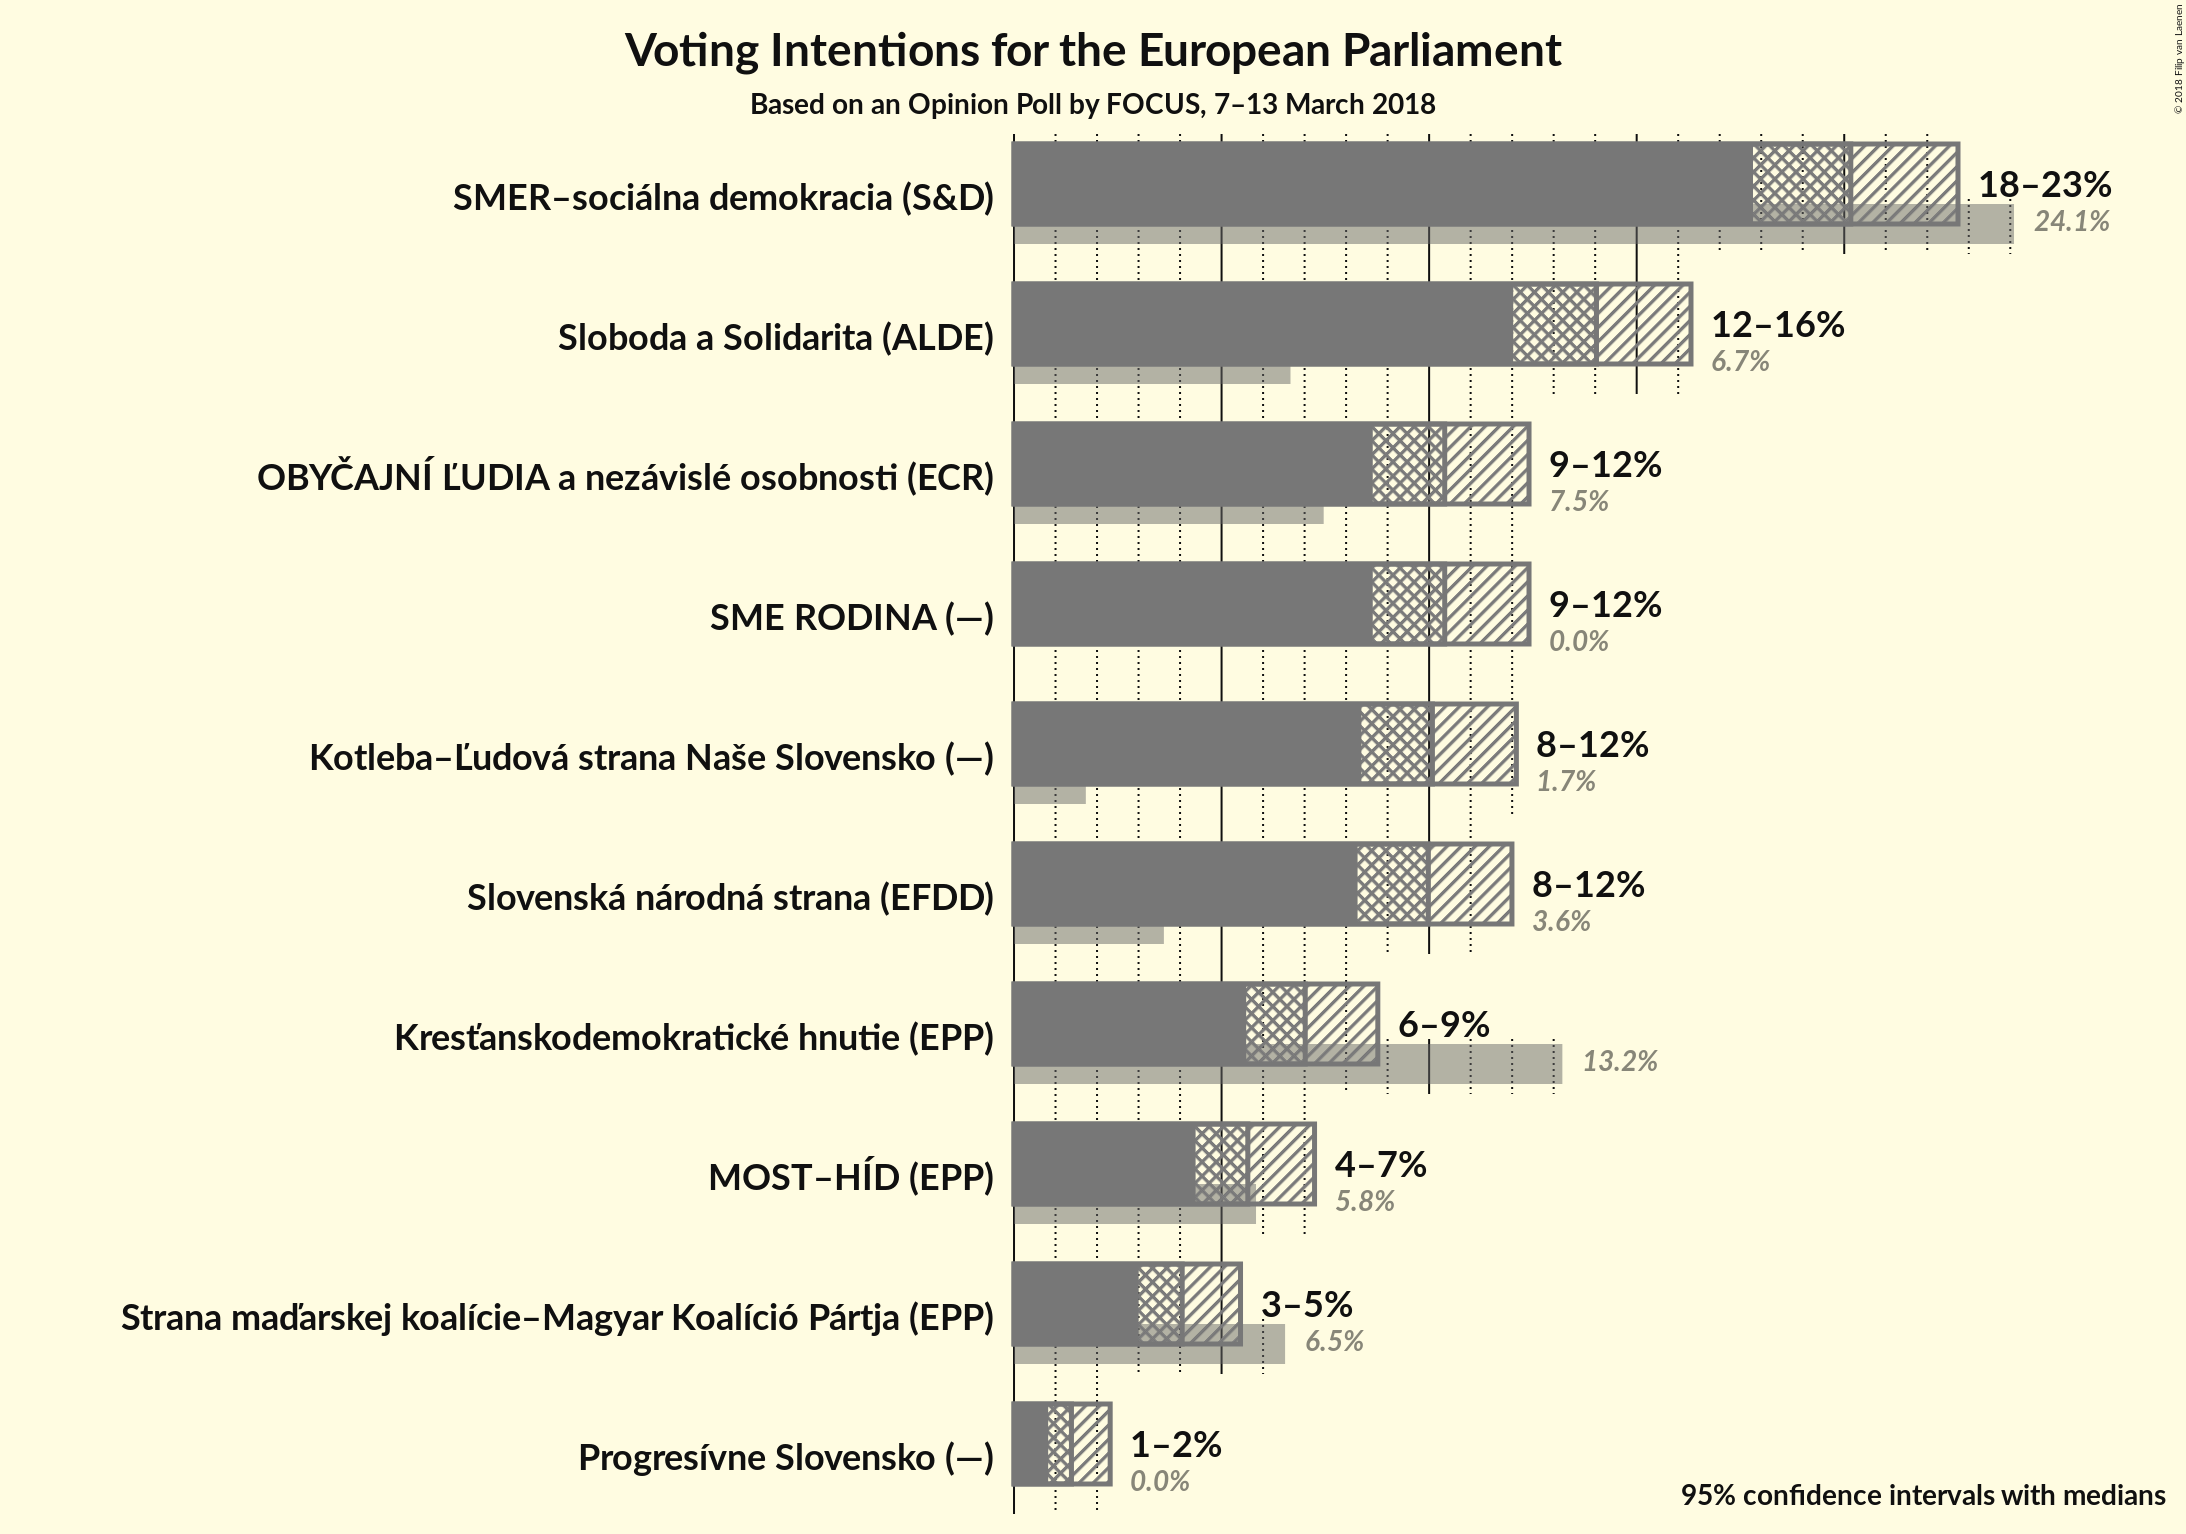 Voting Intentions for the European Parliament
Based on an Opinion Poll by FOCUS, 7–13 March 2018
© 2018 Filip van Laenen
SMER–sociálna demokracia (S&D)
18–23%
24.1%
Sloboda a Solidarita (ALDE)
12–16%
6.7%
OBYČAJNÍ ĽUDIA a nezávislé osobnosti (ECR)
9–12%
7.5%
SME RODINA (—)
9–12%
0.0%
Kotleba–Ľudová strana Naše Slovensko (—)
8–12%
1.7%
Slovenská národná strana (EFDD)
8–12%
3.6%
Kresťanskodemokratické hnutie (EPP)
6–9%
13.2%
MOST–HÍD (EPP)
4–7%
5.8%
Strana maďarskej koalície–Magyar Koalíció Pártja (EPP)
3–5%
6.5%
Progresívne Slovensko (—)
1–2%
0.0%
95% confidence intervals with medians